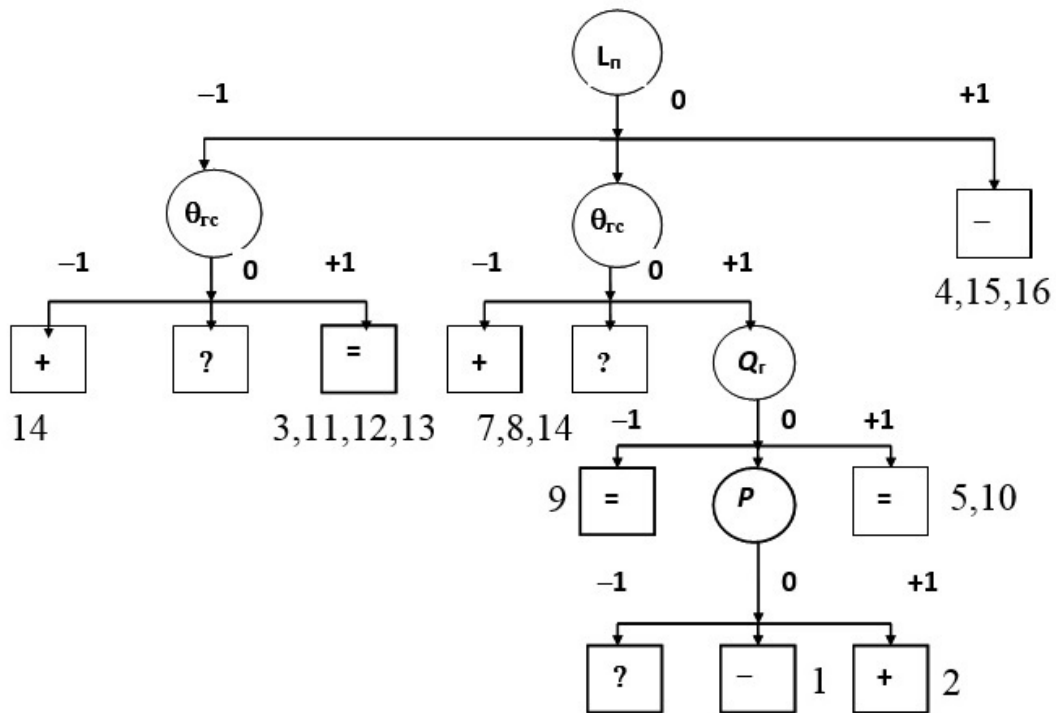 Lп
−1 0 +1
θгс θгс −
−1 0 +1 −1 0 +1 4,15,16
+ ? = + ? Qг
14 3,11,12,13 7,8,14 −1 0 +1
9 = P = 5,10
−1 0 +1
? − 1 + 2